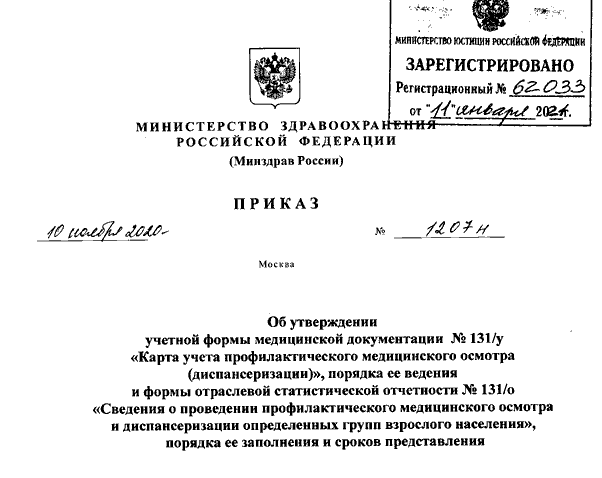 МИНИСТЕРСТВО ЮСТИЦИИ РОССИЙСКОЙ ФЕДЕРАЦИИ
ЗАРЕГИСТРИРОВАНО
Регистрационный № 62033
от "11" января 2021г.
МИНИСТЕРСТВО ЗДРАВООХРАНЕНИЯ
РОССИЙСКОЙ ФЕДЕРАЦИИ
(Минздрав России)
ПРИКАЗ
10 ноября 2020 № 1207н
Москва
Об утверждении
учетной формы медицинской документации № 131/у
«Карта учета профилактического медицинского осмотра
(диспансеризации)», порядка ее ведения
и формы отраслевой статистической отчетности № 131/о
«Сведения о проведении профилактического медицинского осмотра
и диспансеризации определенных групп взрослого населения»,
порядка ее заполнения и сроков представления